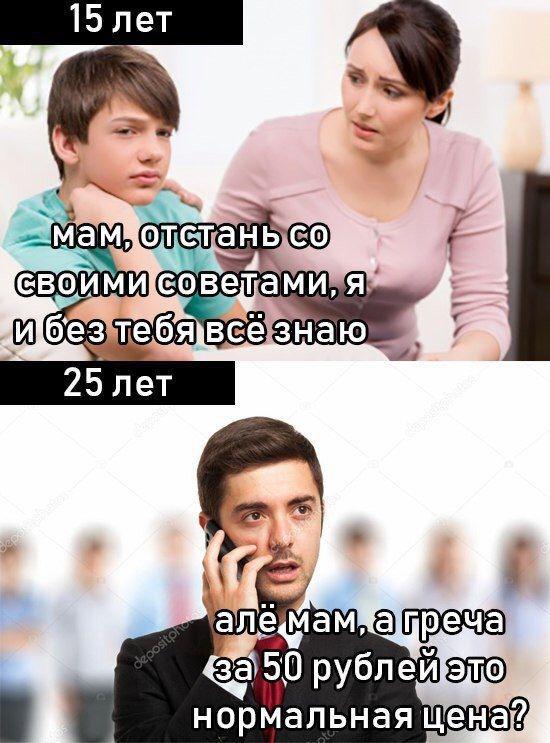 15 лет
мам, отстань со
своими советами, я
и без тебя всё знаю
25 лет
алё мам, а греча
за 50 рублей это
нормальная цена?
depositphotos